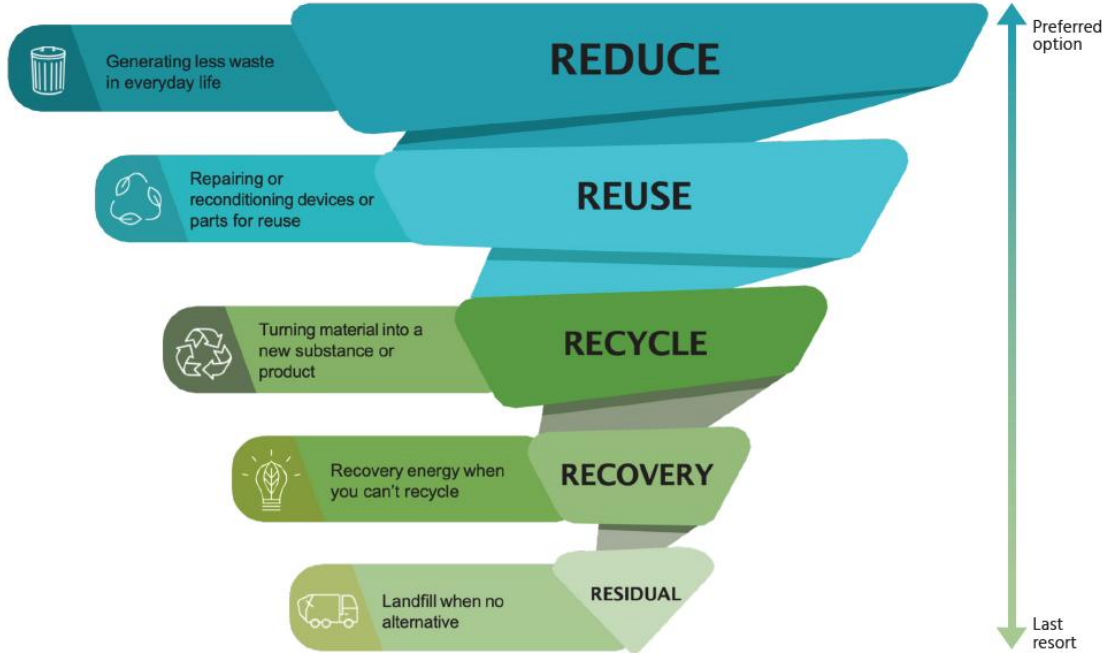 REDUCE
Generating less waste
in everyday life
Preferred
option
REUSE
Repairing or
reconditioning devices or
parts for reuse
RECYCLE
Turning material into a
new substance or
product
RECOVERY
Recovery energy when
you can't recycle
RESIDUAL
Landfill when no
alternative
Last
resort